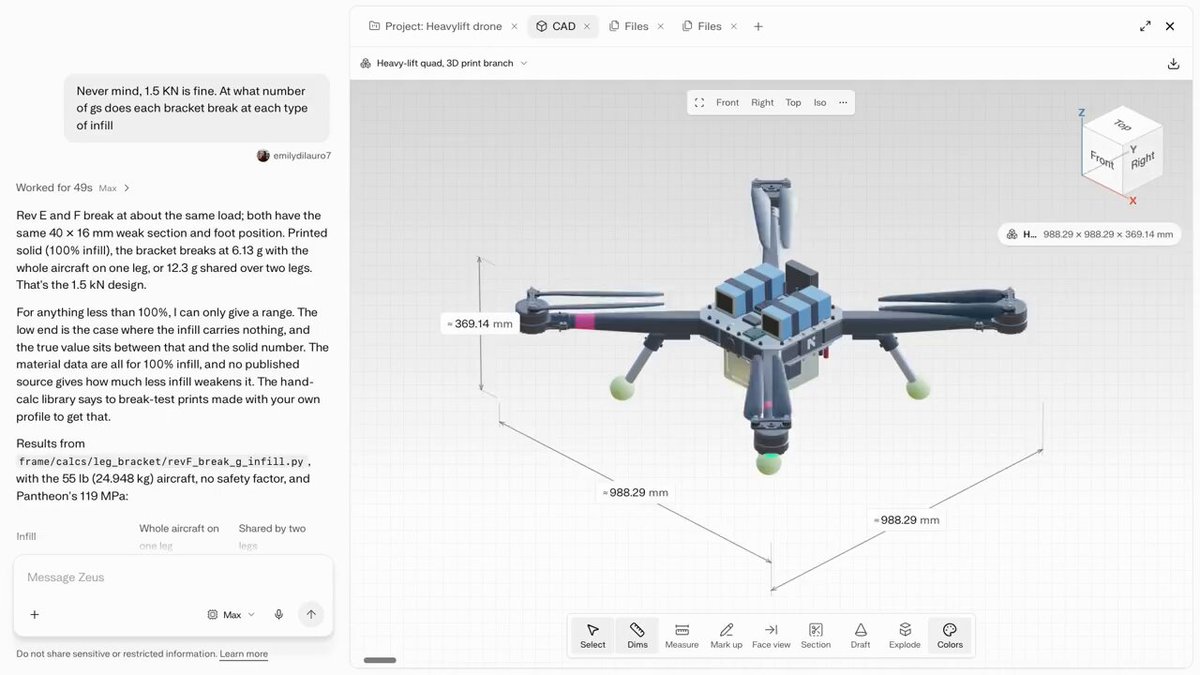 Never mind, 1.5 KN is fine. At what number
of gs does each bracket break at each type
of infill
emilydilauro7
Worked for 49s Max
Rev E and F break at about the same load; both have the
same 40 × 16 mm weak section and foot position. Printed
solid (100% infill), the bracket breaks at 6.13 g with the
whole aircraft on one leg, or 12.3 g shared over two legs.
That's the 1.5 kN design.
For anything less than 100%, I can only give a range. The
low end is the case where the infill carries nothing, and
the true value sits between that and the solid number. The
material data are all for 100% infill, and no published
source gives how much less infill weakens it. The hand-
calc library says to break-test prints made with your own
profile to get that.
Results from
frame/calcs/leg_bracket/revF_break_g_infill.py ,
with the 55 lb (24.948 kg) aircraft, no safety factor, and
Pantheon's 119 MPa:
Infill
Whole aircraft on
one leg
Shared by two
legs
Message Zeus
Max
Do not share sensitive or restricted information. Learn more
Project: Heavylift drone
CAD
Files
Files
Heavy-lift quad, 3D print branch
Front Right Top Iso ...
Z
Top
Front
Y
Right
X
H... 988.29 × 988.29 × 369.14 mm
≈ 369.14 mm
≈ 988.29 mm
≈ 988.29 mm
Select Dims Measure Mark up Face view Section Draft Explode Colors